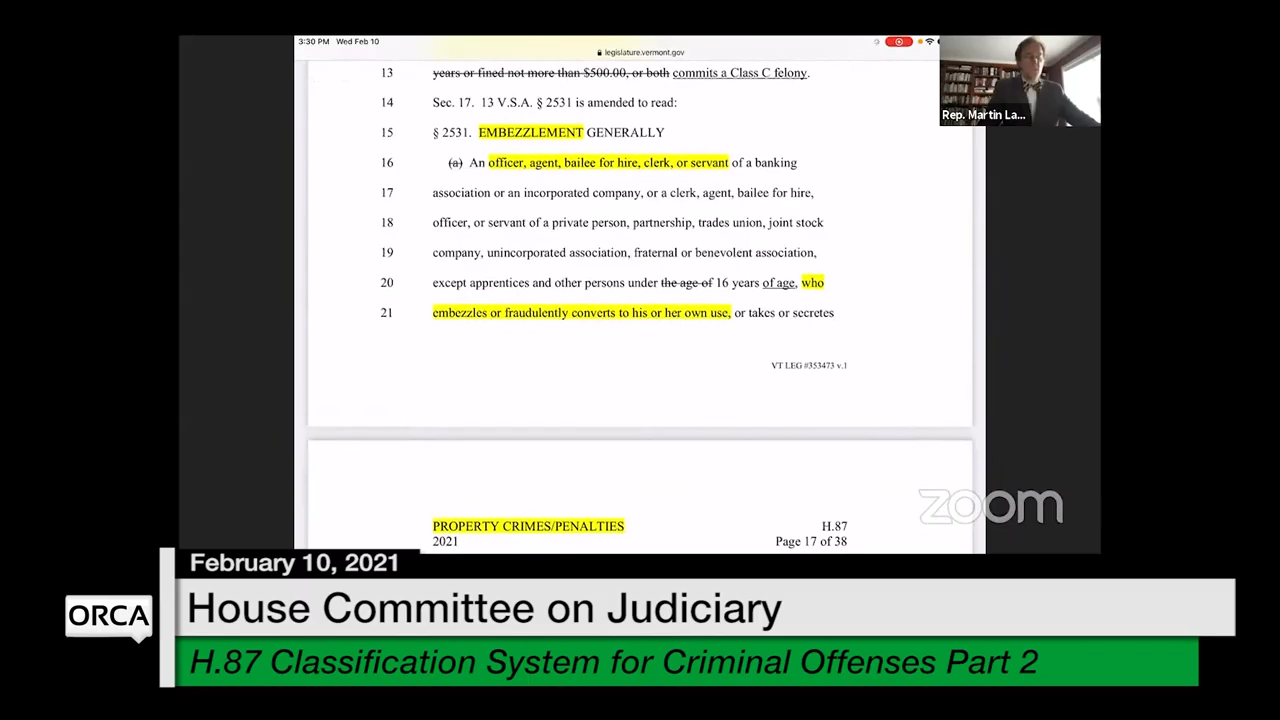 3:30 PM Wed Feb 10
legislature.vermont.gov
13 years or fined not more than $500.00, or both commits a Class C felony.
14 Sec. 17. 13 V.S.A. § 2531 is amended to read:
15 § 2531. EMBEZZLEMENT GENERALLY
16 (a) An officer, agent, bailee for hire, clerk, or servant of a banking
17 association or an incorporated company, or a clerk, agent, bailee for hire,
18 officer, or servant of a private person, partnership, trades union, joint stock
19 company, unincorporated association, fraternal or benevolent association,
20 except apprentices and other persons under the age of 16 years of age, who
21 embezzles or fraudulently converts to his or her own use, or takes or secretes
VT LEG #353473 v.1
PROPERTY CRIMES/PENALTIES H.87
2021 Page 17 of 38
Rep. Martin La...
zoom
February 10, 2021
ORCA
House Committee on Judiciary
H.87 Classification System for Criminal Offenses Part 2